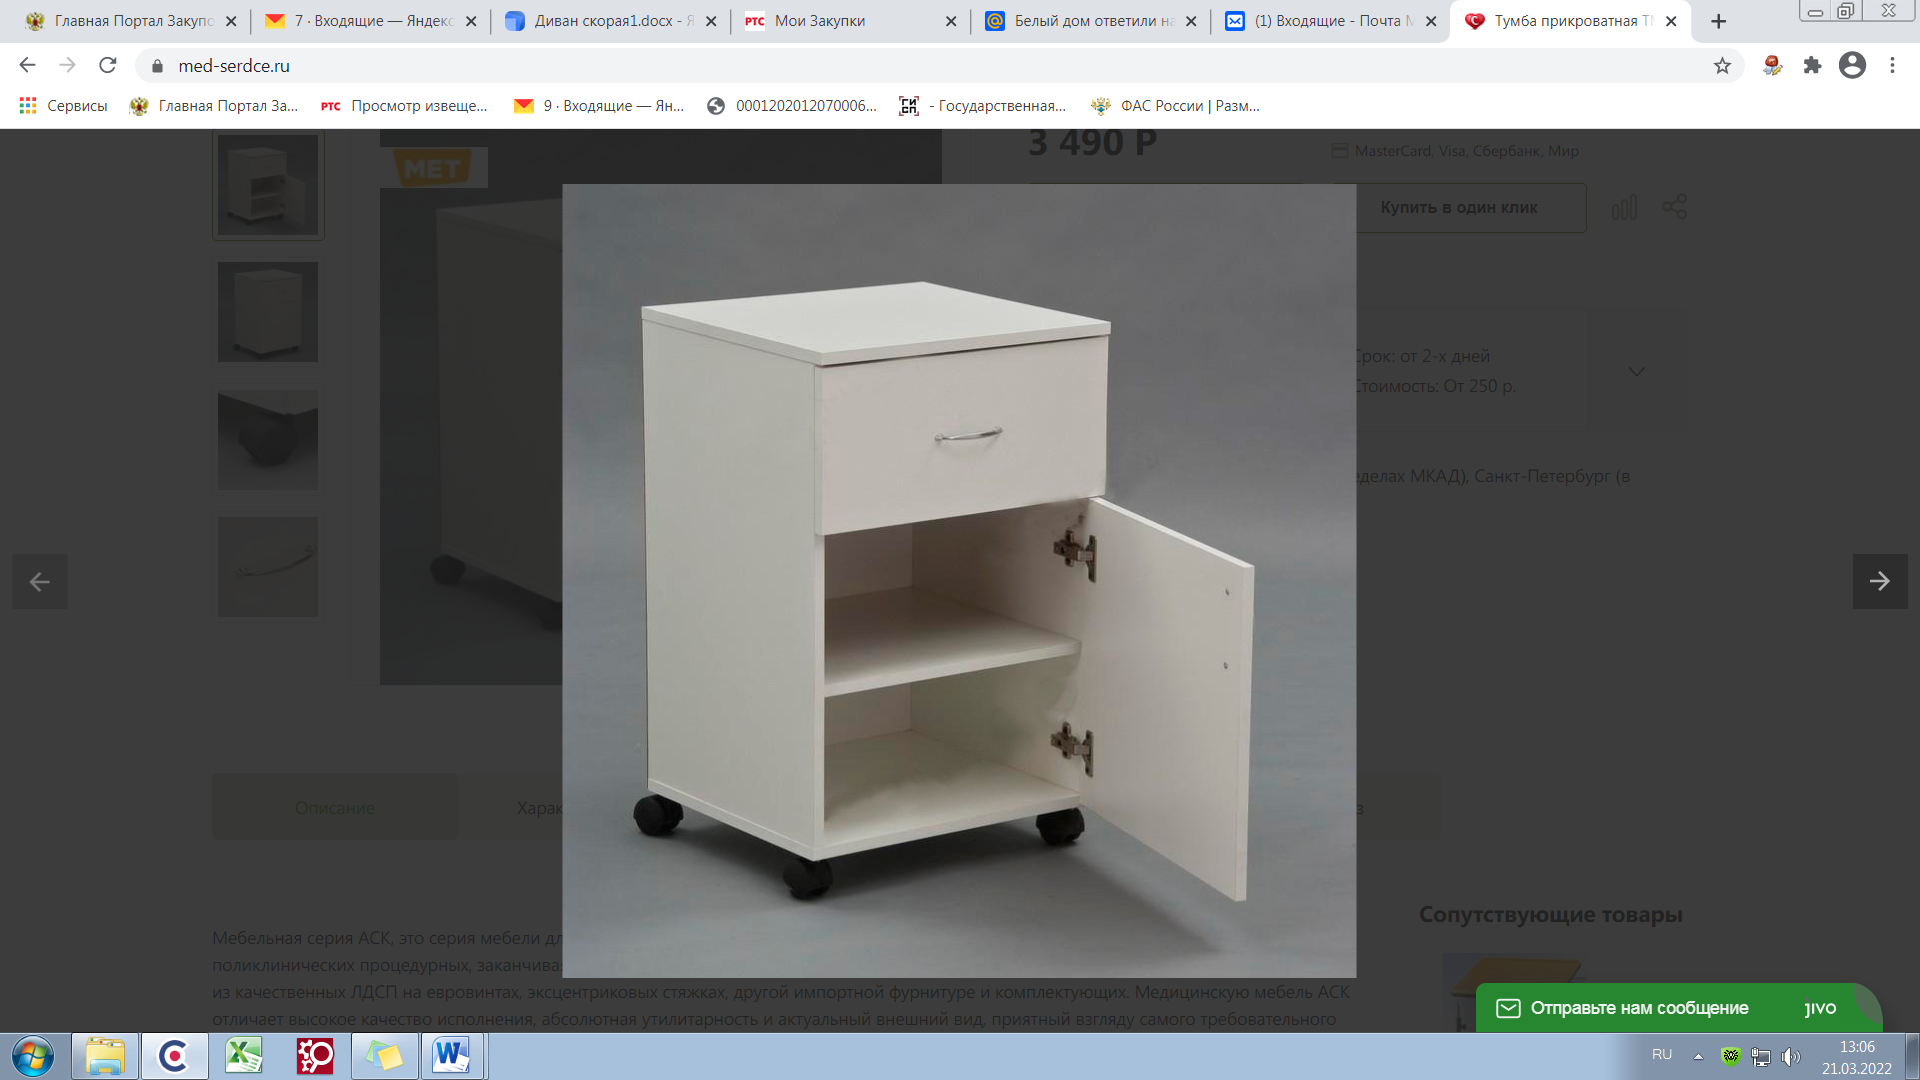 Главная Портал Закупо
7 · Входящие — Яндекс
Диван скорая1.docx - Я
РТС Мои Закупки
Белый дом ответили на
(1) Входящие - Почта M
Тумба прикроватная ТМ
med-serdce.ru
Сервисы
Главная Портал За...
РТС Просмотр извеще...
9 · Входящие — Ян...
0001202012070006...
ГИСП - Государственная...
ФАС России | Разм...
МЕТ
3 490 Р
MasterCard, Visa, Сбербанк, Мир
Купить в один клик
Срок: от 2-х дней
Стоимость: От 250 р.
еделах МКАД), Санкт-Петербург (в
Описание
Харак
в
Сопутствующие товары
Мебельная серия АСК, это серия мебели дл
поликлинических процедурных, заканчива
из качественных ЛДСП на евровинтах, эксцентриковых стяжках, другой импортной фурнитуре и комплектующих. Медицинскую мебель АСК
отличает высокое качество исполнения, абсолютная утилитарность и актуальный внешний вид, приятный взгляду самого требовательного
Отправьте нам сообщение
jivo
RU
13:06
21.03.2022